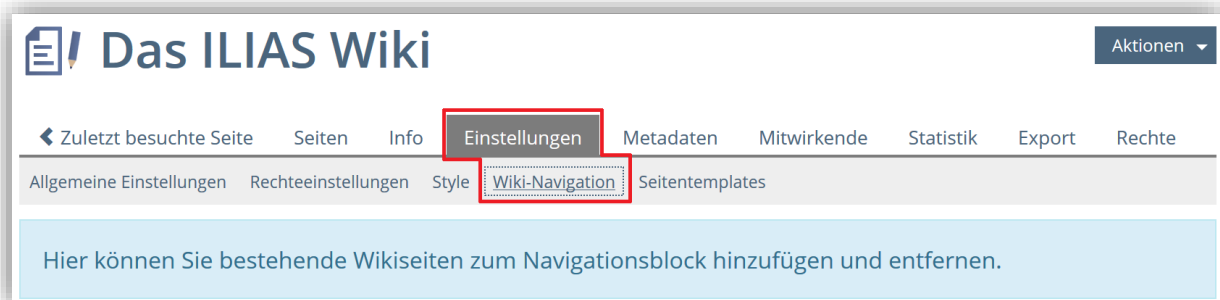 Das ILIAS Wiki
Aktionen
Zuletzt besuchte Seite Seiten Info Einstellungen Metadaten Mitwirkende Statistik Export Rechte
Allgemeine Einstellungen Rechteeinstellungen Style Wiki-Navigation Seitentemplates
Hier können Sie bestehende Wikiseiten zum Navigationsblock hinzufügen und entfernen.